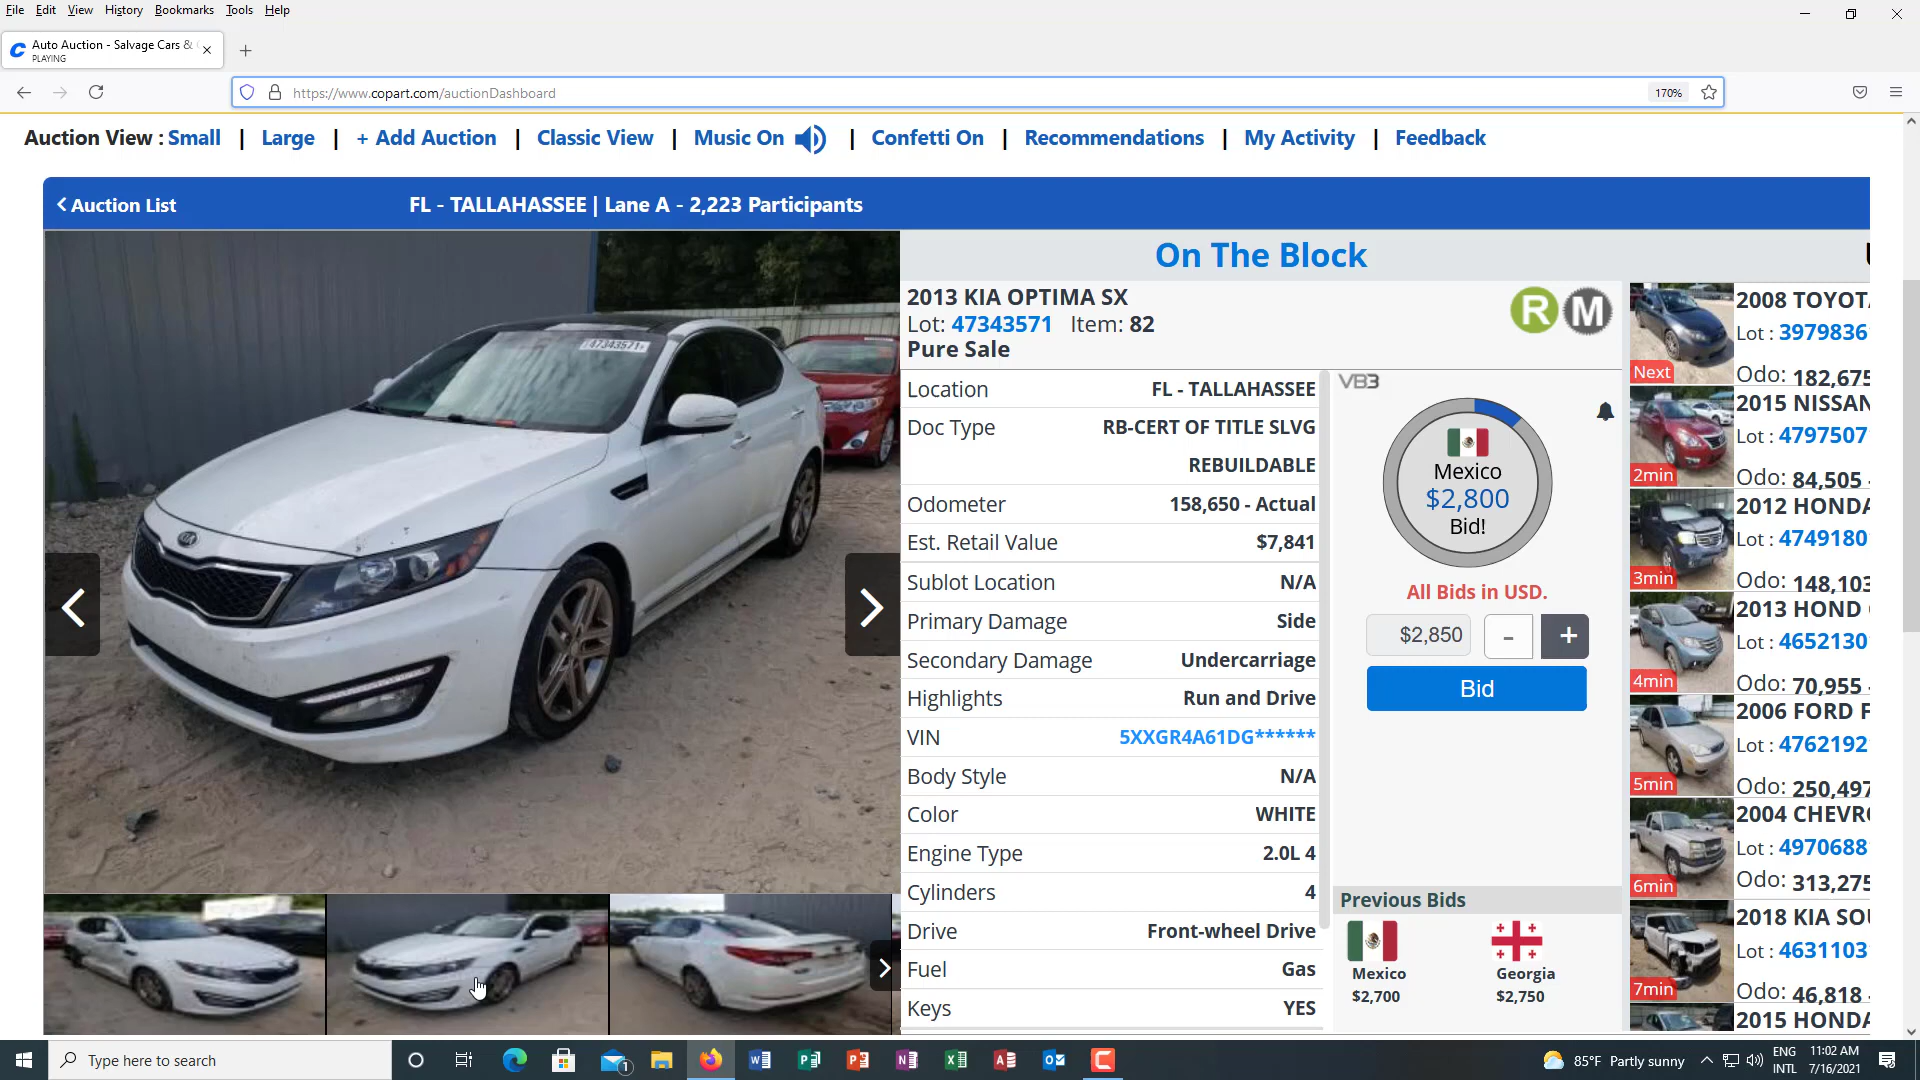 File Edit View History Bookmarks Tools Help
Auto Auction - Salvage Cars &
PLAYING
https://www.copart.com/auctionDashboard
170%
Auction View : Small | Large | + Add Auction | Classic View | Music On | Confetti On | Recommendations | My Activity | Feedback
Auction List
FL - TALLAHASSEE | Lane A - 2,223 Participants
47343571
On The Block
2013 KIA OPTIMA SX
Lot: 47343571 Item: 82
Pure Sale
R M
Location FL - TALLAHASSEE
Doc Type RB-CERT OF TITLE SLVG
REBUILDABLE
Odometer 158,650 - Actual
Est. Retail Value $7,841
Sublot Location N/A
Primary Damage Side
Secondary Damage Undercarriage
Highlights Run and Drive
VIN 5XXGR4A61DG******
Body Style N/A
Color WHITE
Engine Type 2.0L 4
Cylinders 4
Drive Front-wheel Drive
Fuel Gas
Keys YES
VB3
Mexico
$2,800
Bid!
All Bids in USD.
$2,850 - +
Bid
Previous Bids
Mexico
$2,700
Georgia
$2,750
2008 TOYOTA
Lot : 3979836
Next
Odo: 182,675
2015 NISSAN
Lot : 4797507
2min
Odo: 84,505 -
2012 HONDA
Lot : 4749180
3min
Odo: 148,103
2013 HOND
Lot : 4652130
4min
Odo: 70,955 -
2006 FORD F
Lot : 4762192
5min
Odo: 250,497
2004 CHEVR
Lot : 4970688
6min
Odo: 313,275
2018 KIA SOU
Lot : 4631103
7min
Odo: 46,818 -
2015 HONDA
Type here to search
1
85°F Partly sunny
ENG
INTL
11:02 AM
7/16/2021